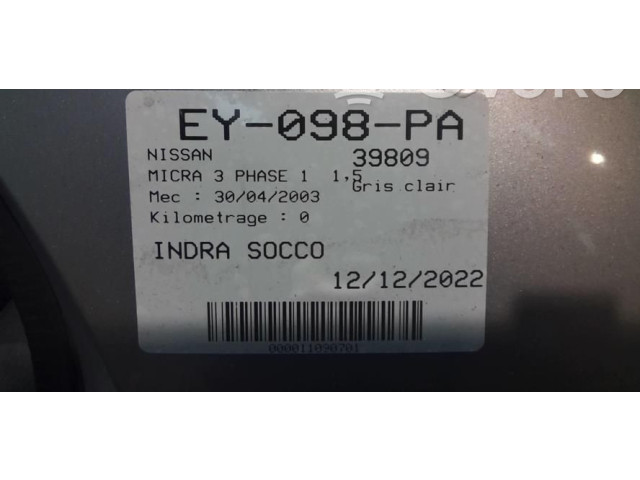 EY-098-PA
NISSAN 39809
MICRA 3 PHASE 1 1,5
Gris clair
Mec : 30/04/2003
Kilometrage : 0
INDRA SOCCO
12/12/2022
000011090701